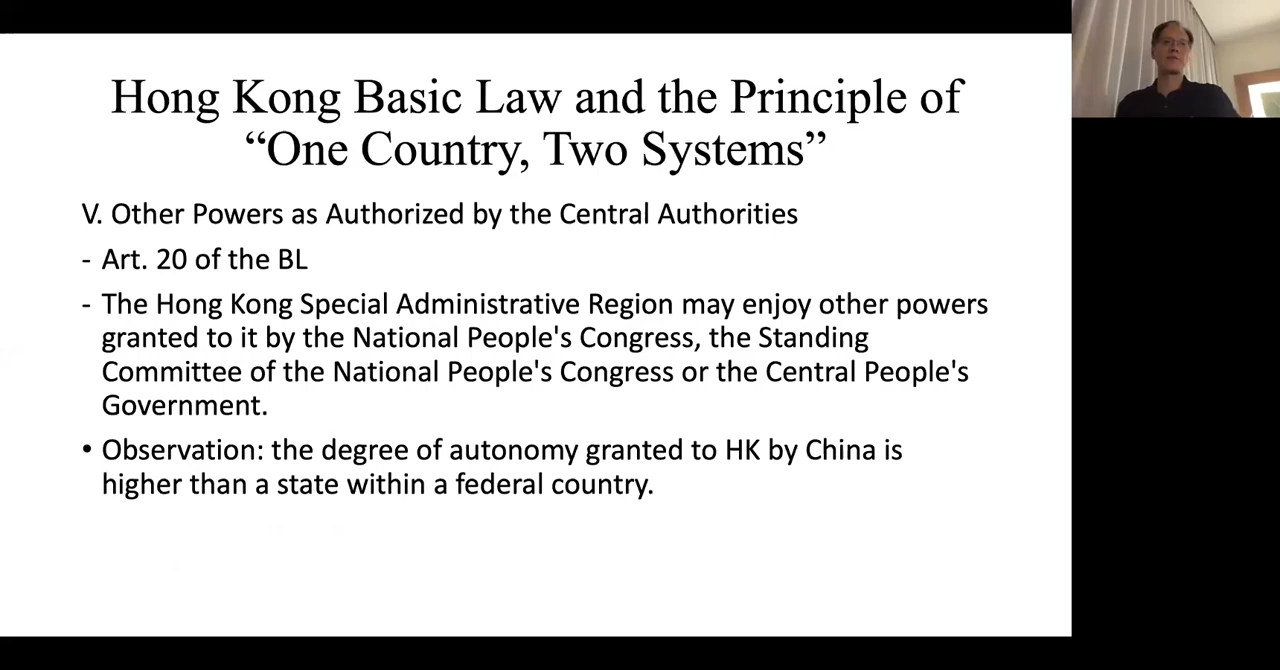 Hong Kong Basic Law and the Principle of
“One Country, Two Systems”
V. Other Powers as Authorized by the Central Authorities
- Art. 20 of the BL
- The Hong Kong Special Administrative Region may enjoy other powers
granted to it by the National People's Congress, the Standing
Committee of the National People's Congress or the Central People's
Government.
• Observation: the degree of autonomy granted to HK by China is
higher than a state within a federal country.